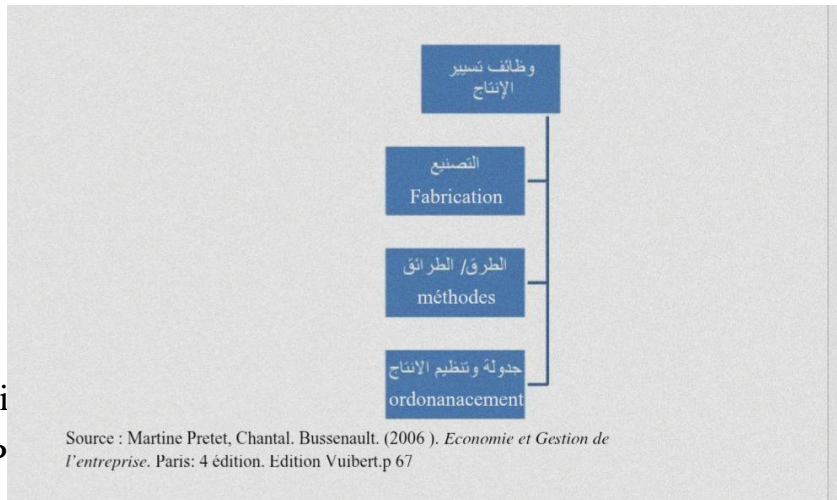 وظائف تسيير
الإنتاج
التصنيع
Fabrication
الطرق/ الطرائق
méthodes
جدولة وتنظيم الانتاج
ordonanacement
i
Source : Martine Pretet, Chantal. Bussenault. (2006 ). Economie et Gestion de
l'entreprise. Paris: 4 édition. Edition Vuibert.p 67